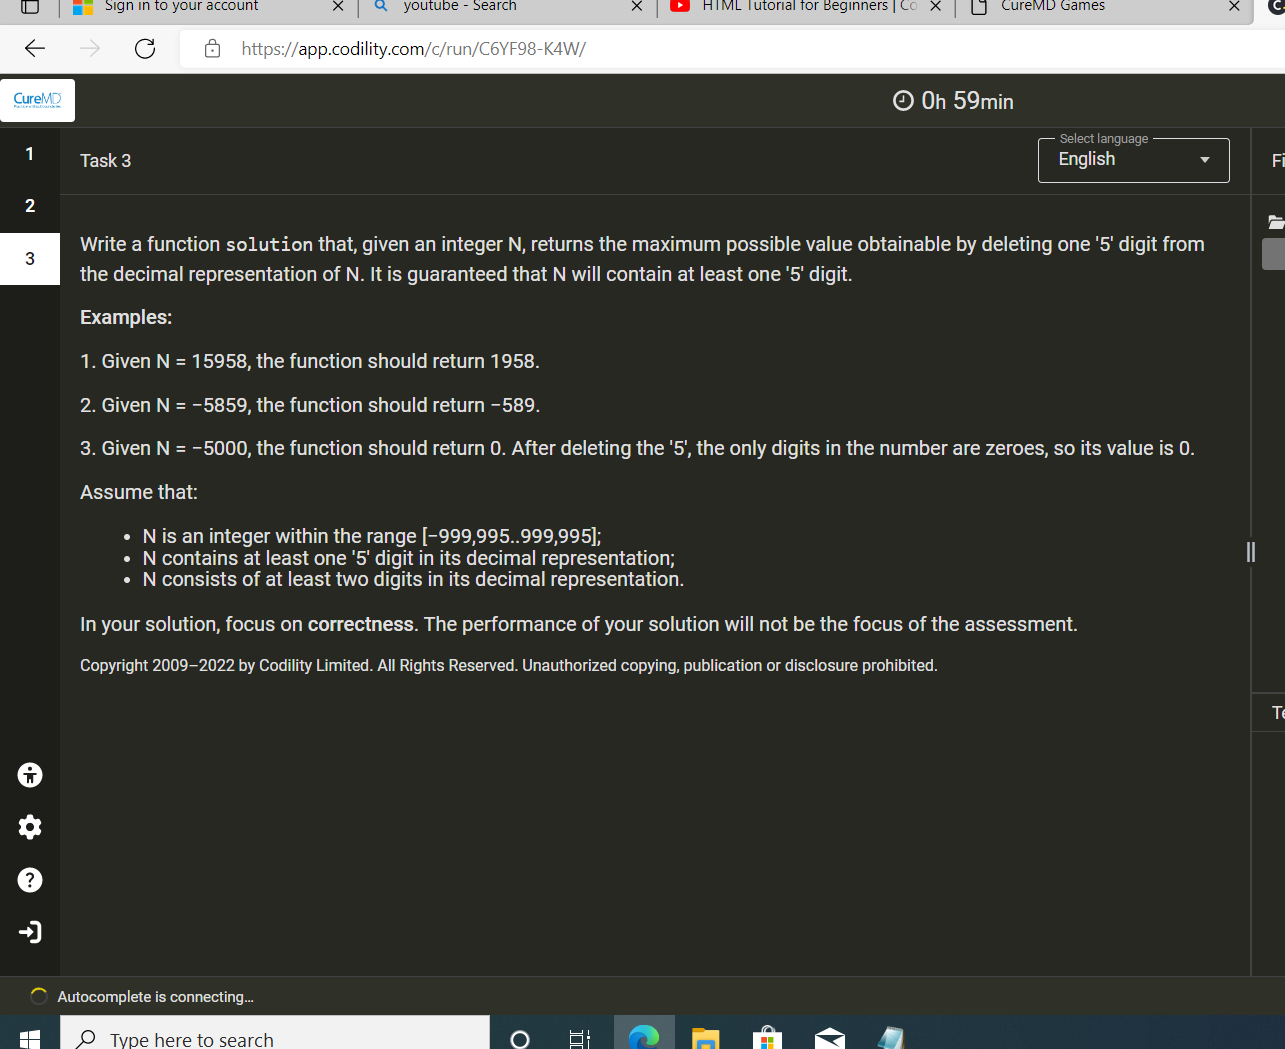 Sign in to your account
youtube - Search
HTML Tutorial for Beginners | Co
CureMD Games
https://app.codility.com/c/run/C6YF98-K4W/
CureMD
0h 59min
1
2
3
Task 3
Select language
English
Fi
Write a function solution that, given an integer N, returns the maximum possible value obtainable by deleting one '5' digit from
the decimal representation of N. It is guaranteed that N will contain at least one '5' digit.
Examples:
1. Given N = 15958, the function should return 1958.
2. Given N = −5859, the function should return −589.
3. Given N = −5000, the function should return 0. After deleting the '5', the only digits in the number are zeroes, so its value is 0.
Assume that:
• N is an integer within the range [−999,995..999,995];
• N contains at least one '5' digit in its decimal representation;
• N consists of at least two digits in its decimal representation.
In your solution, focus on correctness. The performance of your solution will not be the focus of the assessment.
Copyright 2009–2022 by Codility Limited. All Rights Reserved. Unauthorized copying, publication or disclosure prohibited.
Te
Autocomplete is connecting...
Type here to search